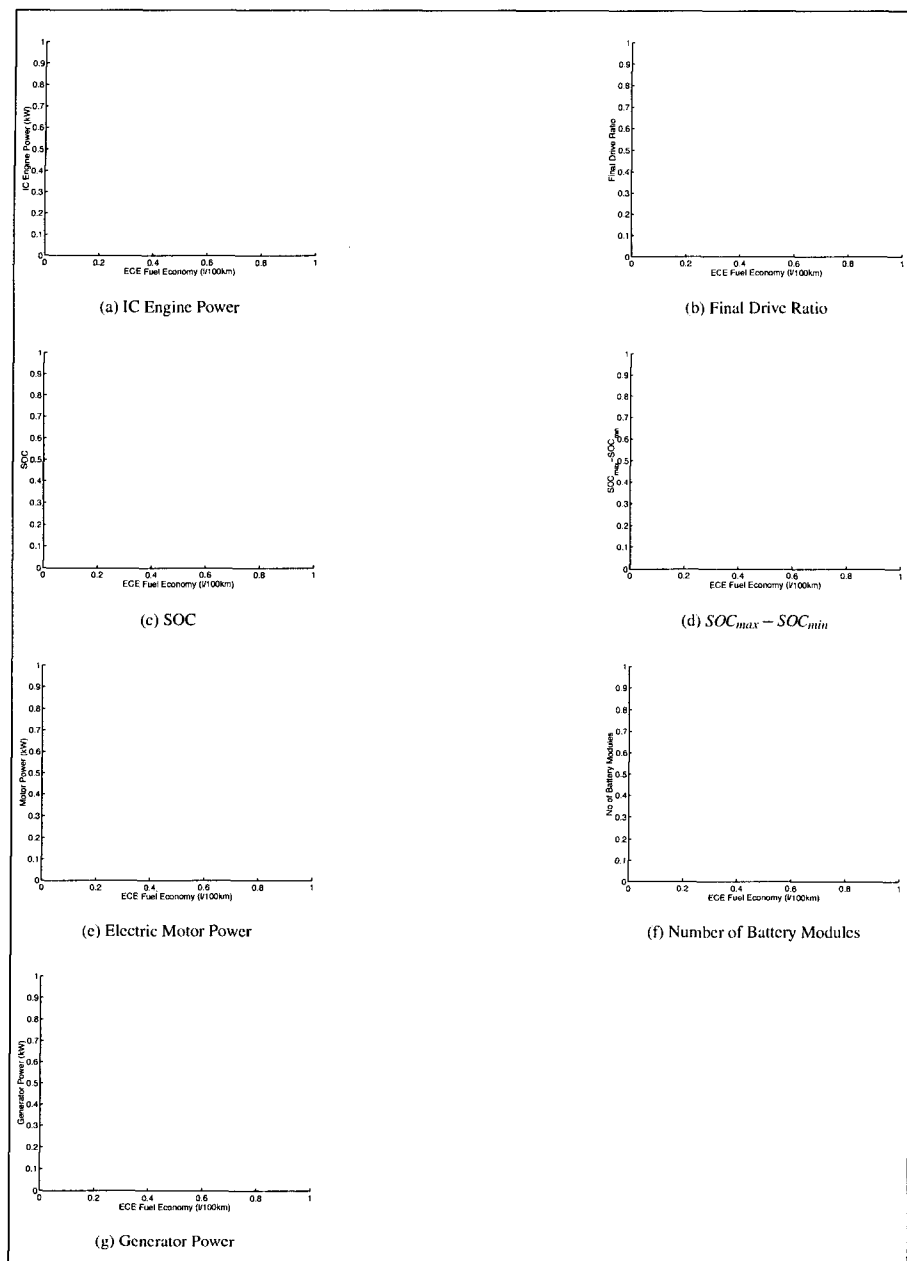 1
0.9
0.8
0.7
0.6
0.5
0.4
0.3
0.2
0.1
0
IC Engine Power (kW)
0 0.2 0.4 0.6 0.8 1
ECE Fuel Economy (l/100km)
(a) IC Engine Power
1
0.9
0.8
0.7
0.6
0.5
0.4
0.3
0.2
0.1
0
Final Drive Ratio
0 0.2 0.4 0.6 0.8 1
ECE Fuel Economy (l/100km)
(b) Final Drive Ratio
1
0.9
0.8
0.7
0.6
0.5
0.4
0.3
0.2
0.1
0
SOC
0 0.2 0.4 0.6 0.8 1
ECE Fuel Economy (l/100km)
(c) SOC
1
0.9
0.8
0.7
0.6
0.5
0.4
0.3
0.2
0.1
0
SOC_max-SOC_min
0 0.2 0.4 0.6 0.8 1
ECE Fuel Economy (l/100km)
(d) SOC_max − SOC_min
1
0.9
0.8
0.7
0.6
0.5
0.4
0.3
0.2
0.1
0
Motor Power (kW)
0 0.2 0.4 0.6 0.8 1
ECE Fuel Economy (l/100km)
(e) Electric Motor Power
1
0.9
0.8
0.7
0.6
0.5
0.4
0.3
0.2
0.1
0
No of Battery Modules
0 0.2 0.4 0.6 0.8 1
ECE Fuel Economy (l/100km)
(f) Number of Battery Modules
1
0.9
0.8
0.7
0.6
0.5
0.4
0.3
0.2
0.1
0
Generator Power (kW)
0 0.2 0.4 0.6 0.8 1
ECE Fuel Economy (l/100km)
(g) Generator Power